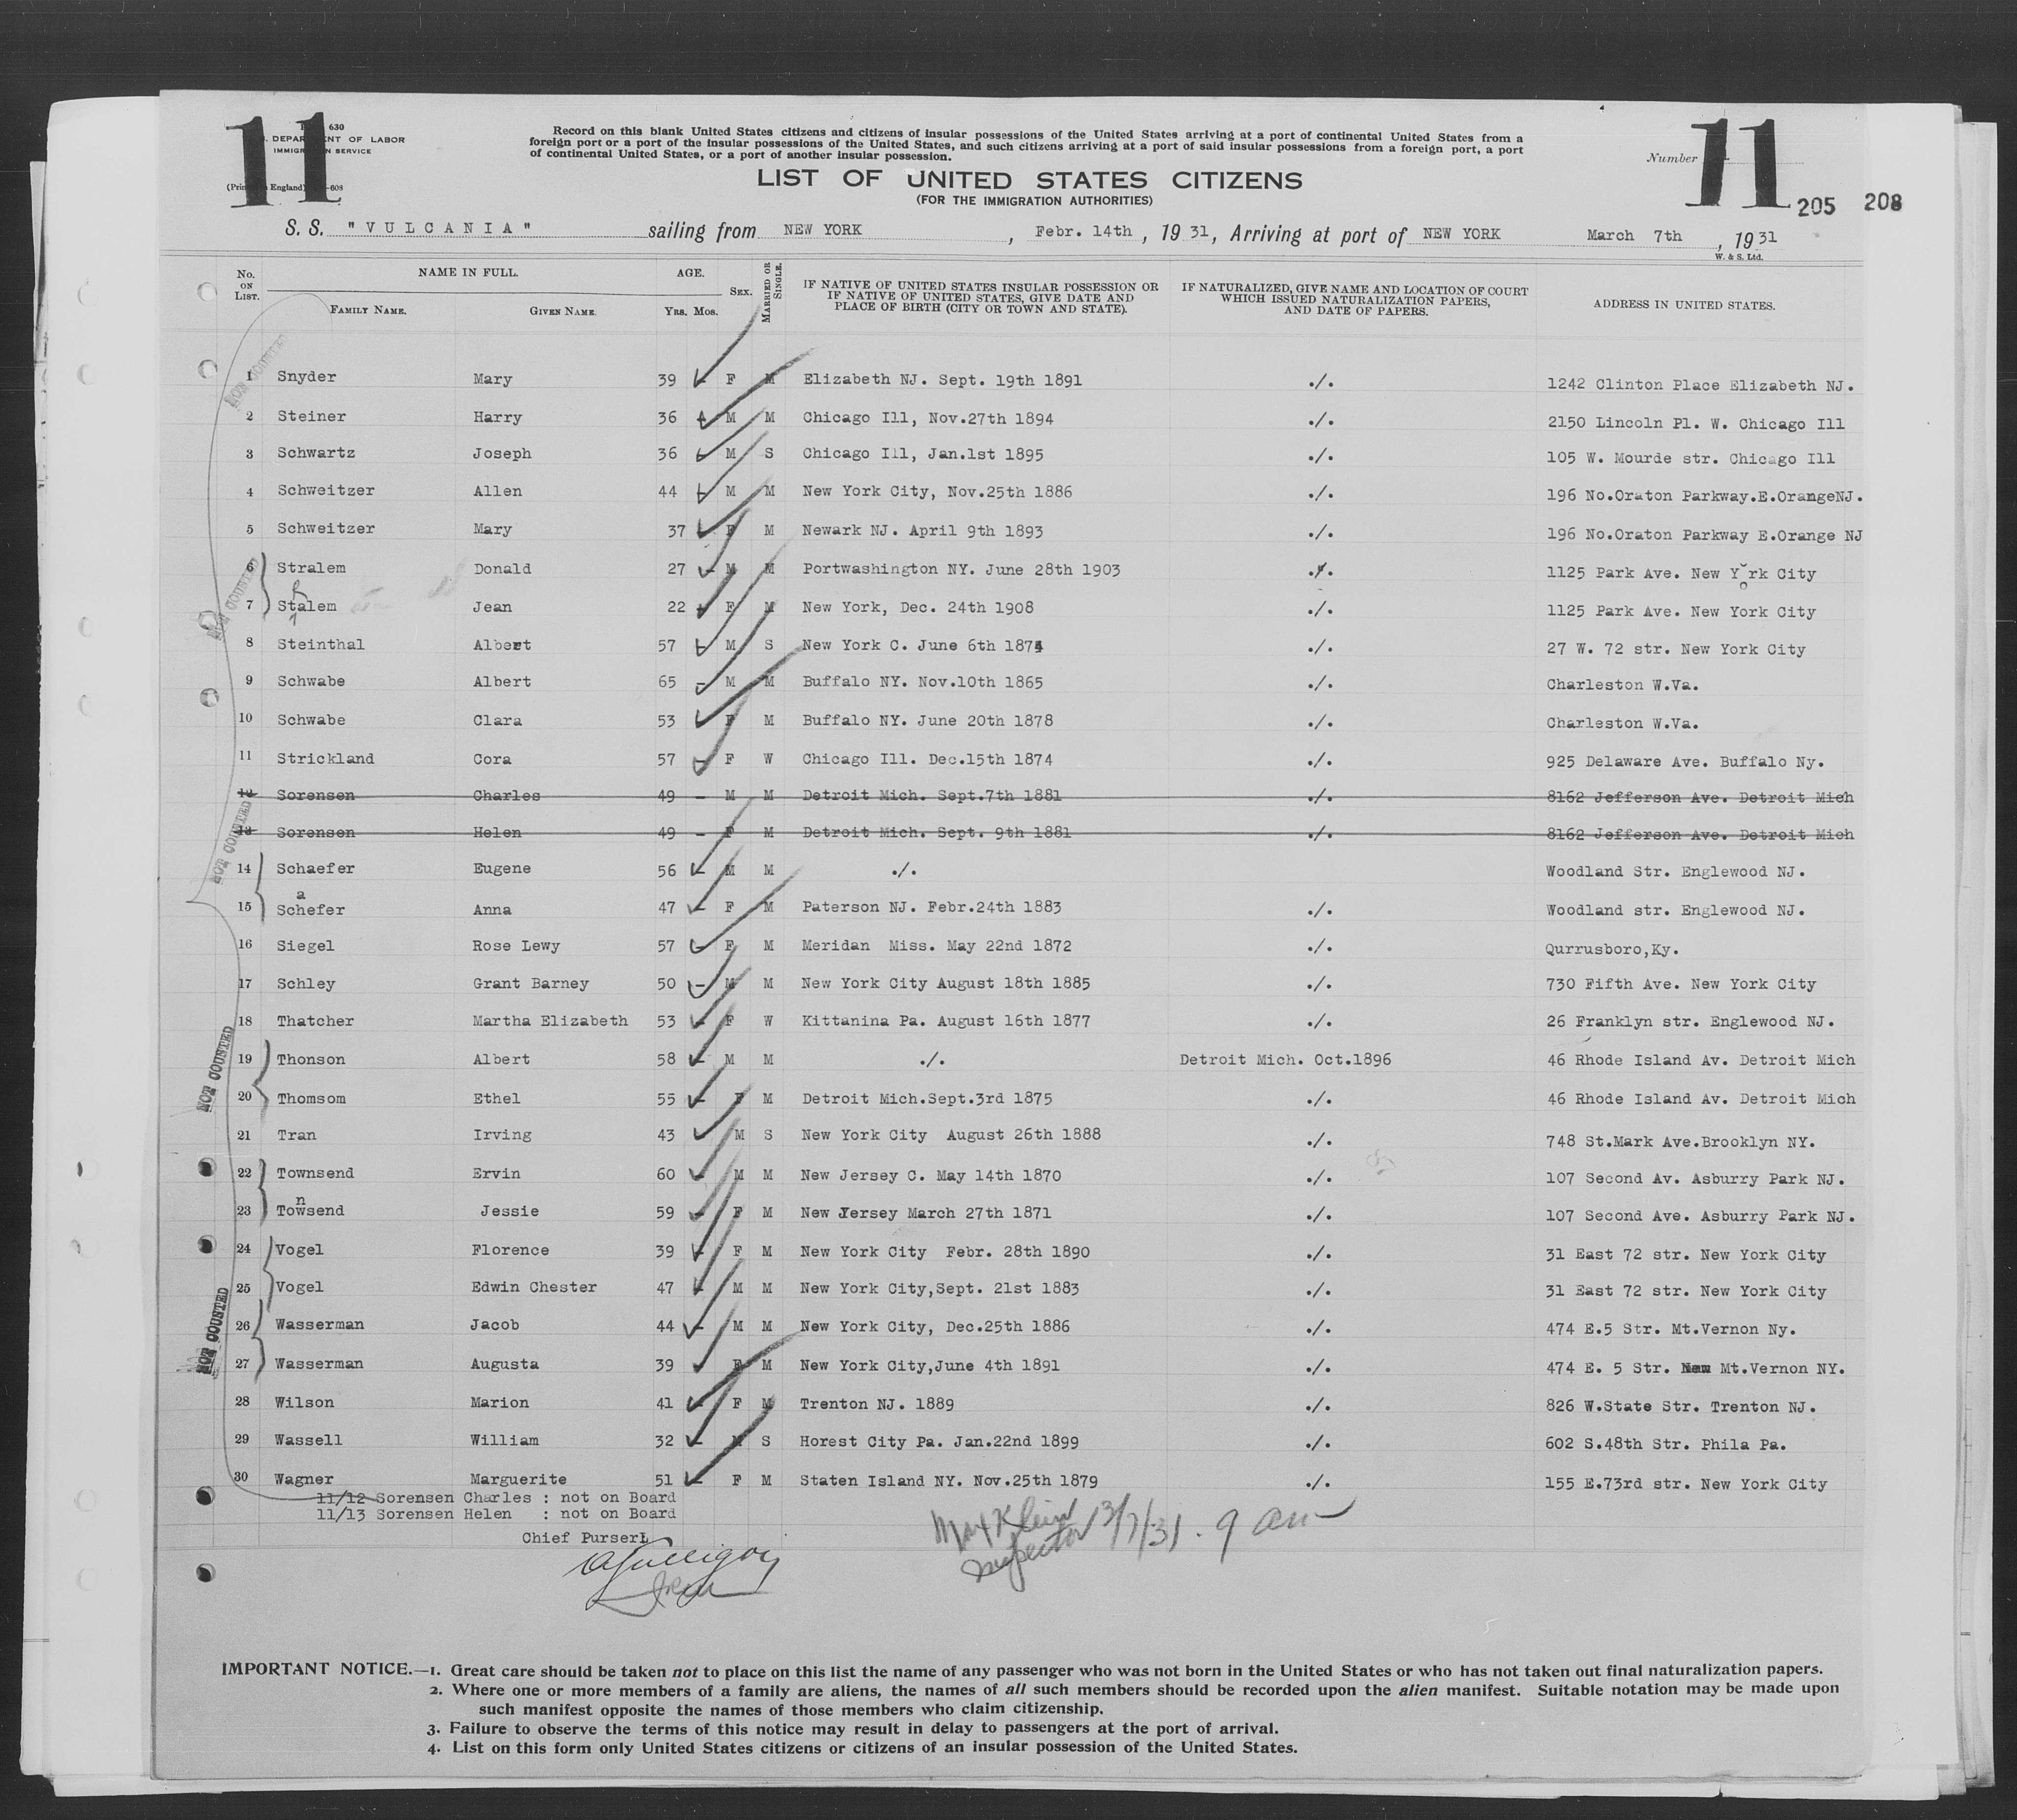 11
630
DEPARTMENT OF LABOR
IMMIGRATION SERVICE
(Printed in England) -608
Record on this blank United States citizens and citizens of insular possessions of the United States arriving at a port of continental United States from a
foreign port or a port of the insular possessions of the United States, and such citizens arriving at a port of said insular possessions from a foreign port, a port
of continental United States, or a port of another insular possession.
Number 11
205 208
LIST OF UNITED STATES CITIZENS
(FOR THE IMMIGRATION AUTHORITIES)
S. S. "VULCANIA" sailing from NEW YORK, Febr. 14th, 1931, Arriving at port of NEW YORK March 7th, 1931
W. & S. Ltd.
No. ON LIST. NAME IN FULL. FAMILY NAME. GIVEN NAME. AGE. YRS. MOS. SEX. MARRIED OR SINGLE. IF NATIVE OF UNITED STATES INSULAR POSSESSION OR IF NATIVE OF UNITED STATES, GIVE DATE AND PLACE OF BIRTH (CITY OR TOWN AND STATE). IF NATURALIZED, GIVE NAME AND LOCATION OF COURT WHICH ISSUED NATURALIZATION PAPERS, AND DATE OF PAPERS. ADDRESS IN UNITED STATES.
1 Snyder Mary 39 - F M Elizabeth NJ. Sept. 19th 1891 ./. 1242 Clinton Place Elizabeth NJ.
2 Steiner Harry 36 - M M Chicago Ill, Nov.27th 1894 ./. 2150 Lincoln Pl. W. Chicago Ill
3 Schwartz Joseph 36 - M S Chicago Ill, Jan.1st 1895 ./. 105 W. Mourde str. Chicago Ill
4 Schweitzer Allen 44 - M M New York City, Nov.25th 1886 ./. 196 No.Oraton Parkway.E.OrangeNJ.
5 Schweitzer Mary 37 - F M Newark NJ. April 9th 1893 ./. 196 No.Oraton Parkway E.Orange NJ
6 Stralem Donald 27 - M M Portwashington NY. June 28th 1903 ./. 1125 Park Ave. New York City
7 Stralem Jean 22 - F M New York, Dec. 24th 1908 ./. 1125 Park Ave. New York City
8 Steinthal Albert 57 - M S New York C. June 6th 1874 ./. 27 W. 72 str. New York City
9 Schwabe Albert 65 - M M Buffalo NY. Nov.10th 1865 ./. Charleston W.Va.
10 Schwabe Clara 53 - F M Buffalo NY. June 20th 1878 ./. Charleston W.Va.
11 Strickland Cora 57 - F W Chicago Ill. Dec.15th 1874 ./. 925 Delaware Ave. Buffalo Ny.
12 Sorensen Charles 49 - M M Detroit Mich. Sept.7th 1881 ./. 8162 Jefferson Ave. Detroit Mich
13 Sorensen Helen 49 - F M Detroit Mich. Sept. 9th 1881 ./. 8162 Jefferson Ave. Detroit Mich
14 Schaefer Eugene 56 - M M ./. Woodland Str. Englewood NJ.
15 Schaefer Anna 47 - F M Paterson NJ. Febr.24th 1883 ./. Woodland str. Englewood NJ.
16 Siegel Rose Lewy 57 - F M Meridan Miss. May 22nd 1872 ./. Qurrusboro,Ky.
17 Schley Grant Barney 50 - M M New York City August 18th 1885 ./. 730 Fifth Ave. New York City
18 Thatcher Martha Elizabeth 53 - F W Kittanina Pa. August 16th 1877 ./. 26 Franklyn str. Englewood NJ.
19 Thonson Albert 58 - M M ./. Detroit Mich. Oct.1896 46 Rhode Island Av. Detroit Mich
20 Thomsom Ethel 55 - F M Detroit Mich.Sept.3rd 1875 ./. 46 Rhode Island Av. Detroit Mich
21 Tran Irving 43 - M S New York City August 26th 1888 ./. 748 St.Mark Ave.Brooklyn NY.
22 Townsend Ervin 60 - M M New Jersey C. May 14th 1870 ./. 107 Second Av. Asburry Park NJ.
23 Townsend Jessie 59 - F M New Jersey March 27th 1871 ./. 107 Second Ave. Asburry Park NJ.
24 Vogel Florence 39 - F M New York City Febr. 28th 1890 ./. 31 East 72 str. New York City
25 Vogel Edwin Chester 47 - M M New York City,Sept. 21st 1883 ./. 31 East 72 str. New York City
26 Wasserman Jacob 44 - M M New York City, Dec.25th 1886 ./. 474 E.5 Str. Mt.Vernon Ny.
27 Wasserman Augusta 39 F M New York City,June 4th 1891 ./. 474 E. 5 Str. Mt.Vernon NY.
28 Wilson Marion 41 - F M Trenton NJ. 1889 ./. 826 W.State Str. Trenton NJ.
29 Wassell William 32 - M S Horest City Pa. Jan.22nd 1899 ./. 602 S.48th Str. Phila Pa.
30 Wagner Marguerite 51 - F M Staten Island NY. Nov.25th 1879 ./. 155 E.73rd str. New York City
NOT COUSTED
NOT COUSTED
NOT COUSTED
NOT COUSTED
NOT COUSTED
11/12 Sorensen Charles : not on Board
11/13 Sorensen Helen : not on Board
Chief Purser
Max Klein 3/7/31. 9 am
Inspector
IMPORTANT NOTICE.—1. Great care should be taken not to place on this list the name of any passenger who was not born in the United States or who has not taken out final naturalization papers.
2. Where one or more members of a family are aliens, the names of all such members should be recorded upon the alien manifest. Suitable notation may be made upon
such manifest opposite the names of those members who claim citizenship.
3. Failure to observe the terms of this notice may result in delay to passengers at the port of arrival.
4. List on this form only United States citizens or citizens of an insular possession of the United States.